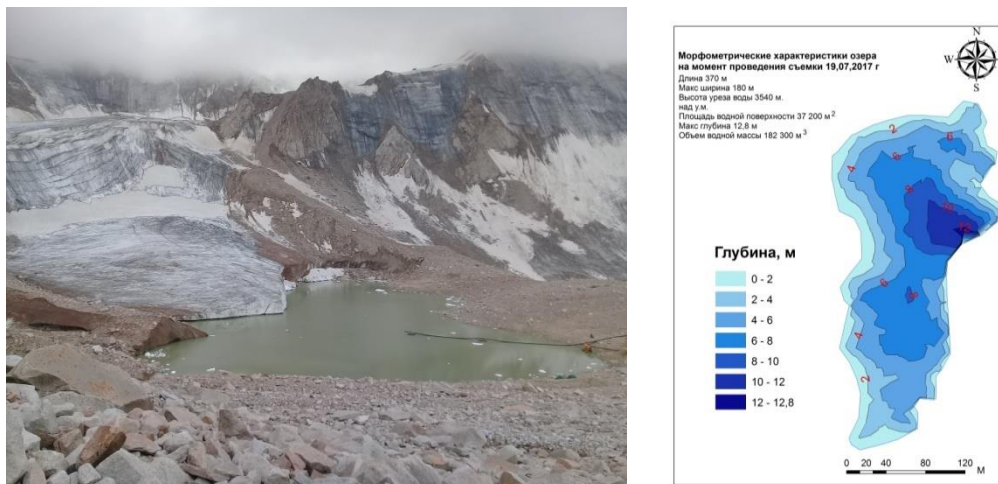 N
W
E
S
Морфометрические характеристики озера
на момент проведения съемки 19,07,2017 г
Длина 370 м
Макс ширина 180 м
Высота уреза воды 3540 м.
над у.м.
Площадь водной поверхности 37 200 м²
Макс глубина 12,8 м
Объем водной массы 182 300 м³
2
6
4
6
8
10
12
6
8
4
2
Глубина, м
0 - 2
2 - 4
4 - 6
6 - 8
8 - 10
10 - 12
12 - 12,8
0 20 40 80 120
М